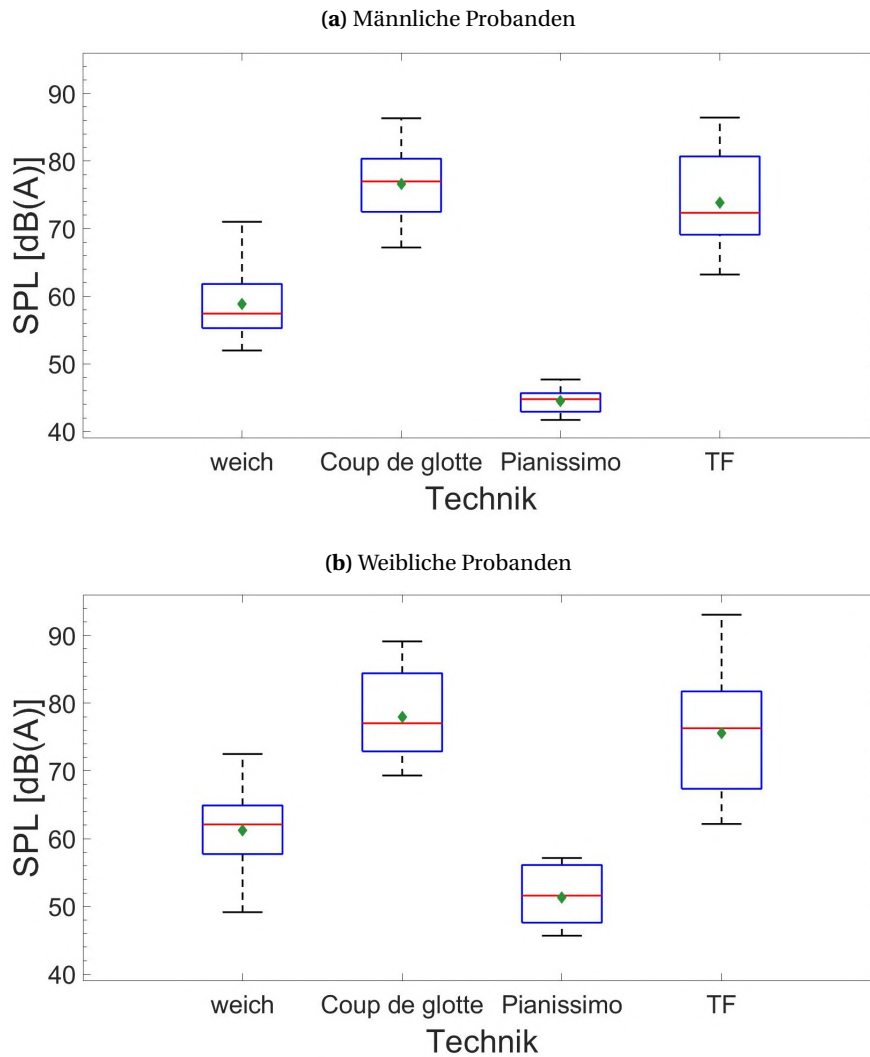 (a) Männliche Probanden
SPL [dB(A)]
90
80
70
60
50
40
weich Coup de glotte Pianissimo TF
Technik
(b) Weibliche Probanden
SPL [dB(A)]
90
80
70
60
50
40
weich Coup de glotte Pianissimo TF
Technik